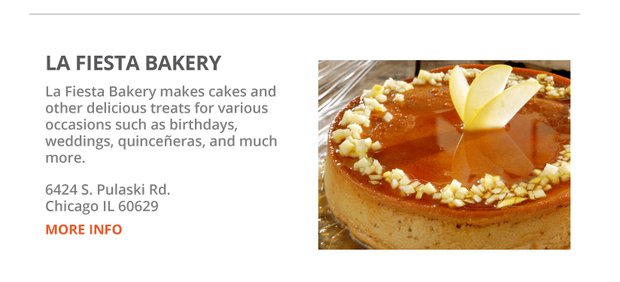 LA FIESTA BAKERY
La Fiesta Bakery makes cakes and
other delicious treats for various
occasions such as birthdays,
weddings, quinceñeras, and much
more.
6424 S. Pulaski Rd.
Chicago IL 60629
MORE INFO